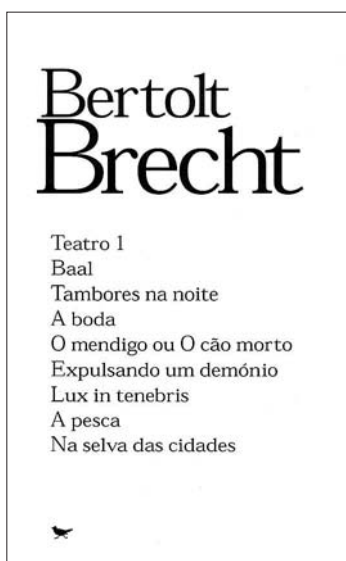 Bertolt
Brecht
Teatro 1
Baal
Tambores na noite
A boda
O mendigo ou O cão morto
Expulsando um demónio
Lux in tenebris
A pesca
Na selva das cidades